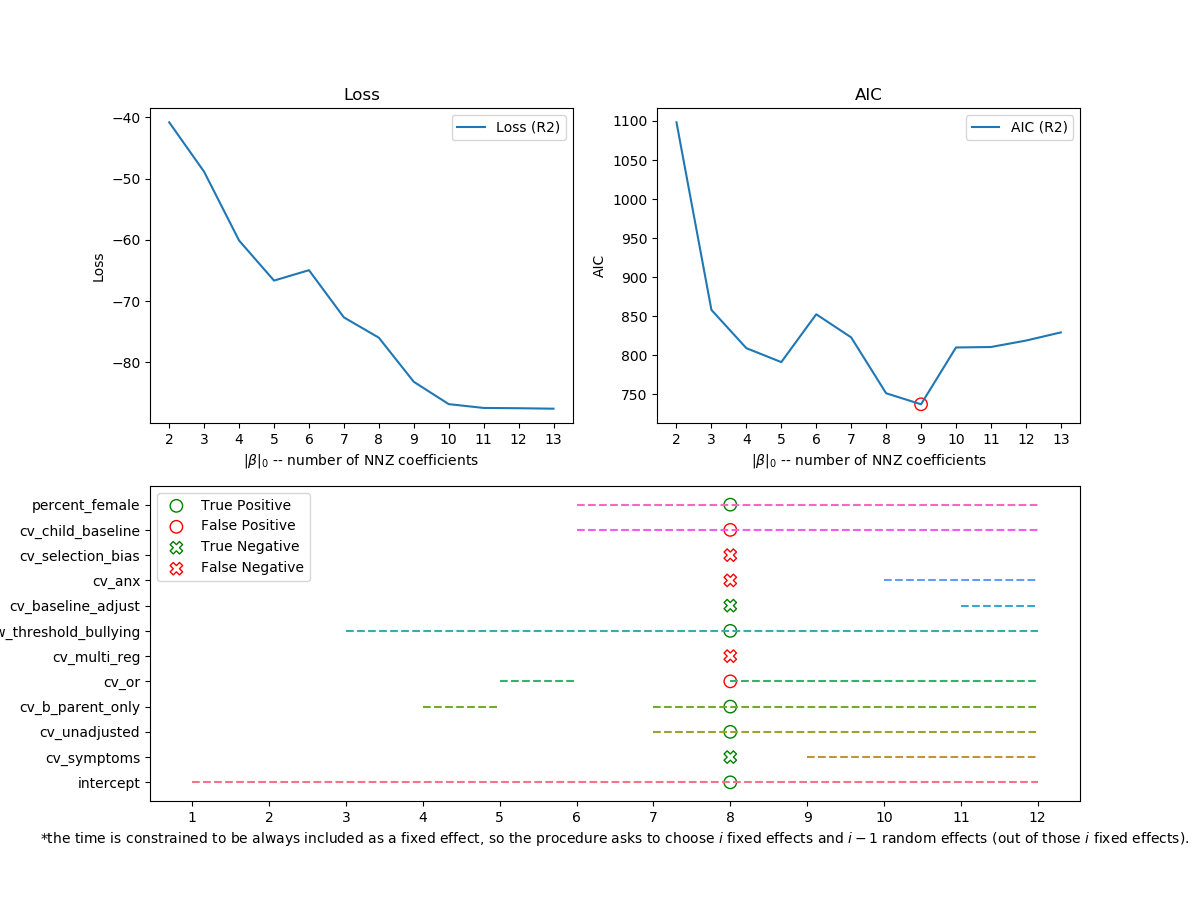 Loss
AIC
−40
−50
−60
−70
−80
Loss
Loss (R2)
2 3 4 5 6 7 8 9 10 11 12 13
|β|₀ -- number of NNZ coefficients
1100
1050
1000
950
900
850
800
750
AIC
AIC (R2)
2 3 4 5 6 7 8 9 10 11 12 13
|β|₀ -- number of NNZ coefficients
percent_female
cv_child_baseline
cv_selection_bias
cv_anx
cv_baseline_adjust
w_threshold_bullying
cv_multi_reg
cv_or
cv_b_parent_only
cv_unadjusted
cv_symptoms
intercept
True Positive
False Positive
True Negative
False Negative
1 2 3 4 5 6 7 8 9 10 11 12
*the time is constrained to be always included as a fixed effect, so the procedure asks to choose i fixed effects and i − 1 random effects (out of those i fixed effects).